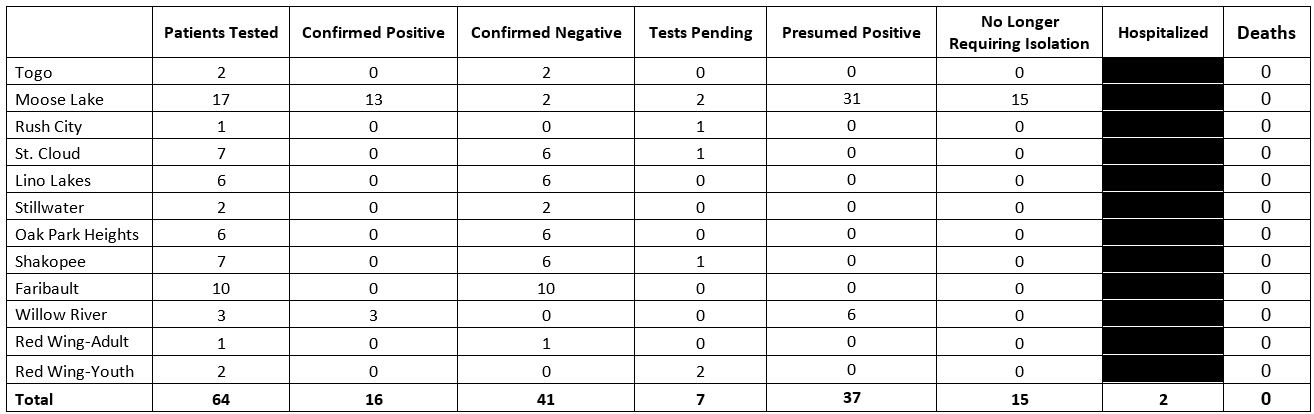 Patients Tested Confirmed Positive Confirmed Negative Tests Pending Presumed Positive No Longer Requiring Isolation Hospitalized Deaths
Togo 2 0 2 0 0 0 0
Moose Lake 17 13 2 2 31 15 0
Rush City 1 0 0 1 0 0 0
St. Cloud 7 0 6 1 0 0 0
Lino Lakes 6 0 6 0 0 0 0
Stillwater 2 0 2 0 0 0 0
Oak Park Heights 6 0 6 0 0 0 0
Shakopee 7 0 6 1 0 0 0
Faribault 10 0 10 0 0 0 0
Willow River 3 3 0 0 6 0 0
Red Wing-Adult 1 0 1 0 0 0 0
Red Wing-Youth 2 0 0 2 0 0 0
Total 64 16 41 7 37 15 2 0